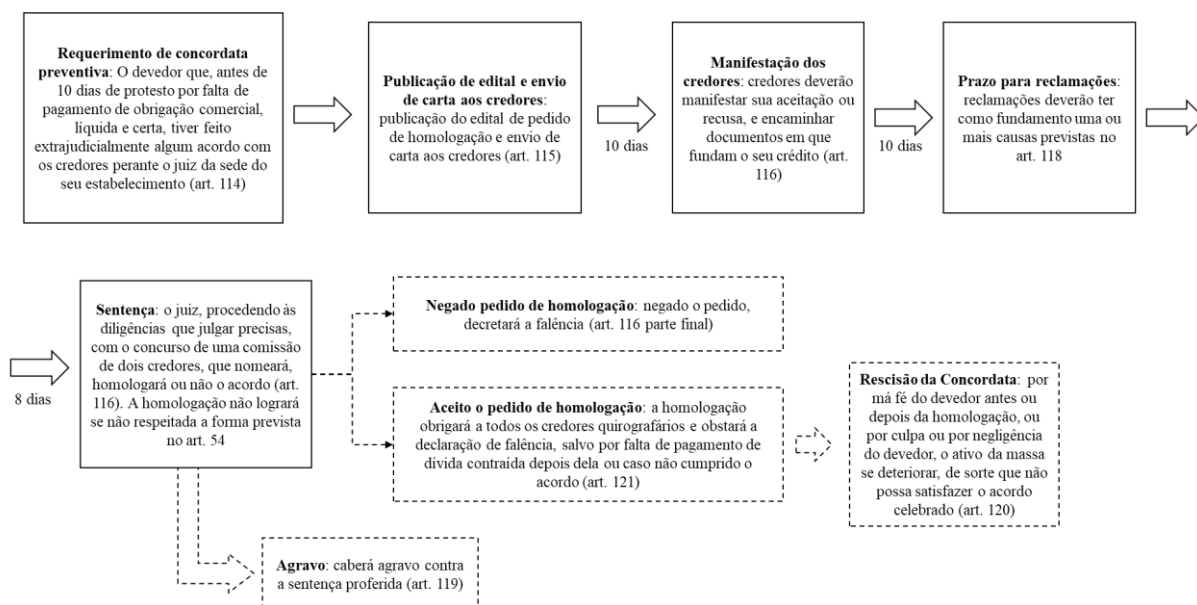 Requerimento de concordata
preventiva: O devedor que, antes de
10 dias de protesto por falta de
pagamento de obrigação comercial,
líquida e certa, tiver feito
extrajudicialmente algum acordo com
os credores perante o juiz da sede do
seu estabelecimento (art. 114)
Publicação de edital e envio
de carta aos credores:
publicação do edital de pedido
de homologação e envio de
carta aos credores (art. 115)
10 dias
Manifestação dos
credores: credores deverão
manifestar sua aceitação ou
recusa, e encaminhar
documentos em que
fundam o seu crédito (art.
116)
10 dias
Prazo para reclamações:
reclamações deverão ter
como fundamento uma ou
mais causas previstas no
art. 118
8 dias
Sentença: o juiz, procedendo às
diligências que julgar precisas,
com o concurso de uma comissão
de dois credores, que nomeará,
homologará ou não o acordo (art.
116). A homologação não logrará
se não respeitada a forma prevista
no art. 54
Negado pedido de homologação: negado o pedido,
decretará a falência (art. 116 parte final)
Aceito o pedido de homologação: a homologação
obrigará a todos os credores quirografários e obstará a
declaração de falência, salvo por falta de pagamento de
dívida contraída depois dela ou caso não cumprido o
acordo (art. 121)
Rescisão da Concordata: por
má fé do devedor antes ou
depois da homologação, ou
por culpa ou por negligência
do devedor, o ativo da massa
se deteriorar, de sorte que não
possa satisfazer o acordo
celebrado (art. 120)
Agravo: caberá agravo contra
a sentença proferida (art. 119)